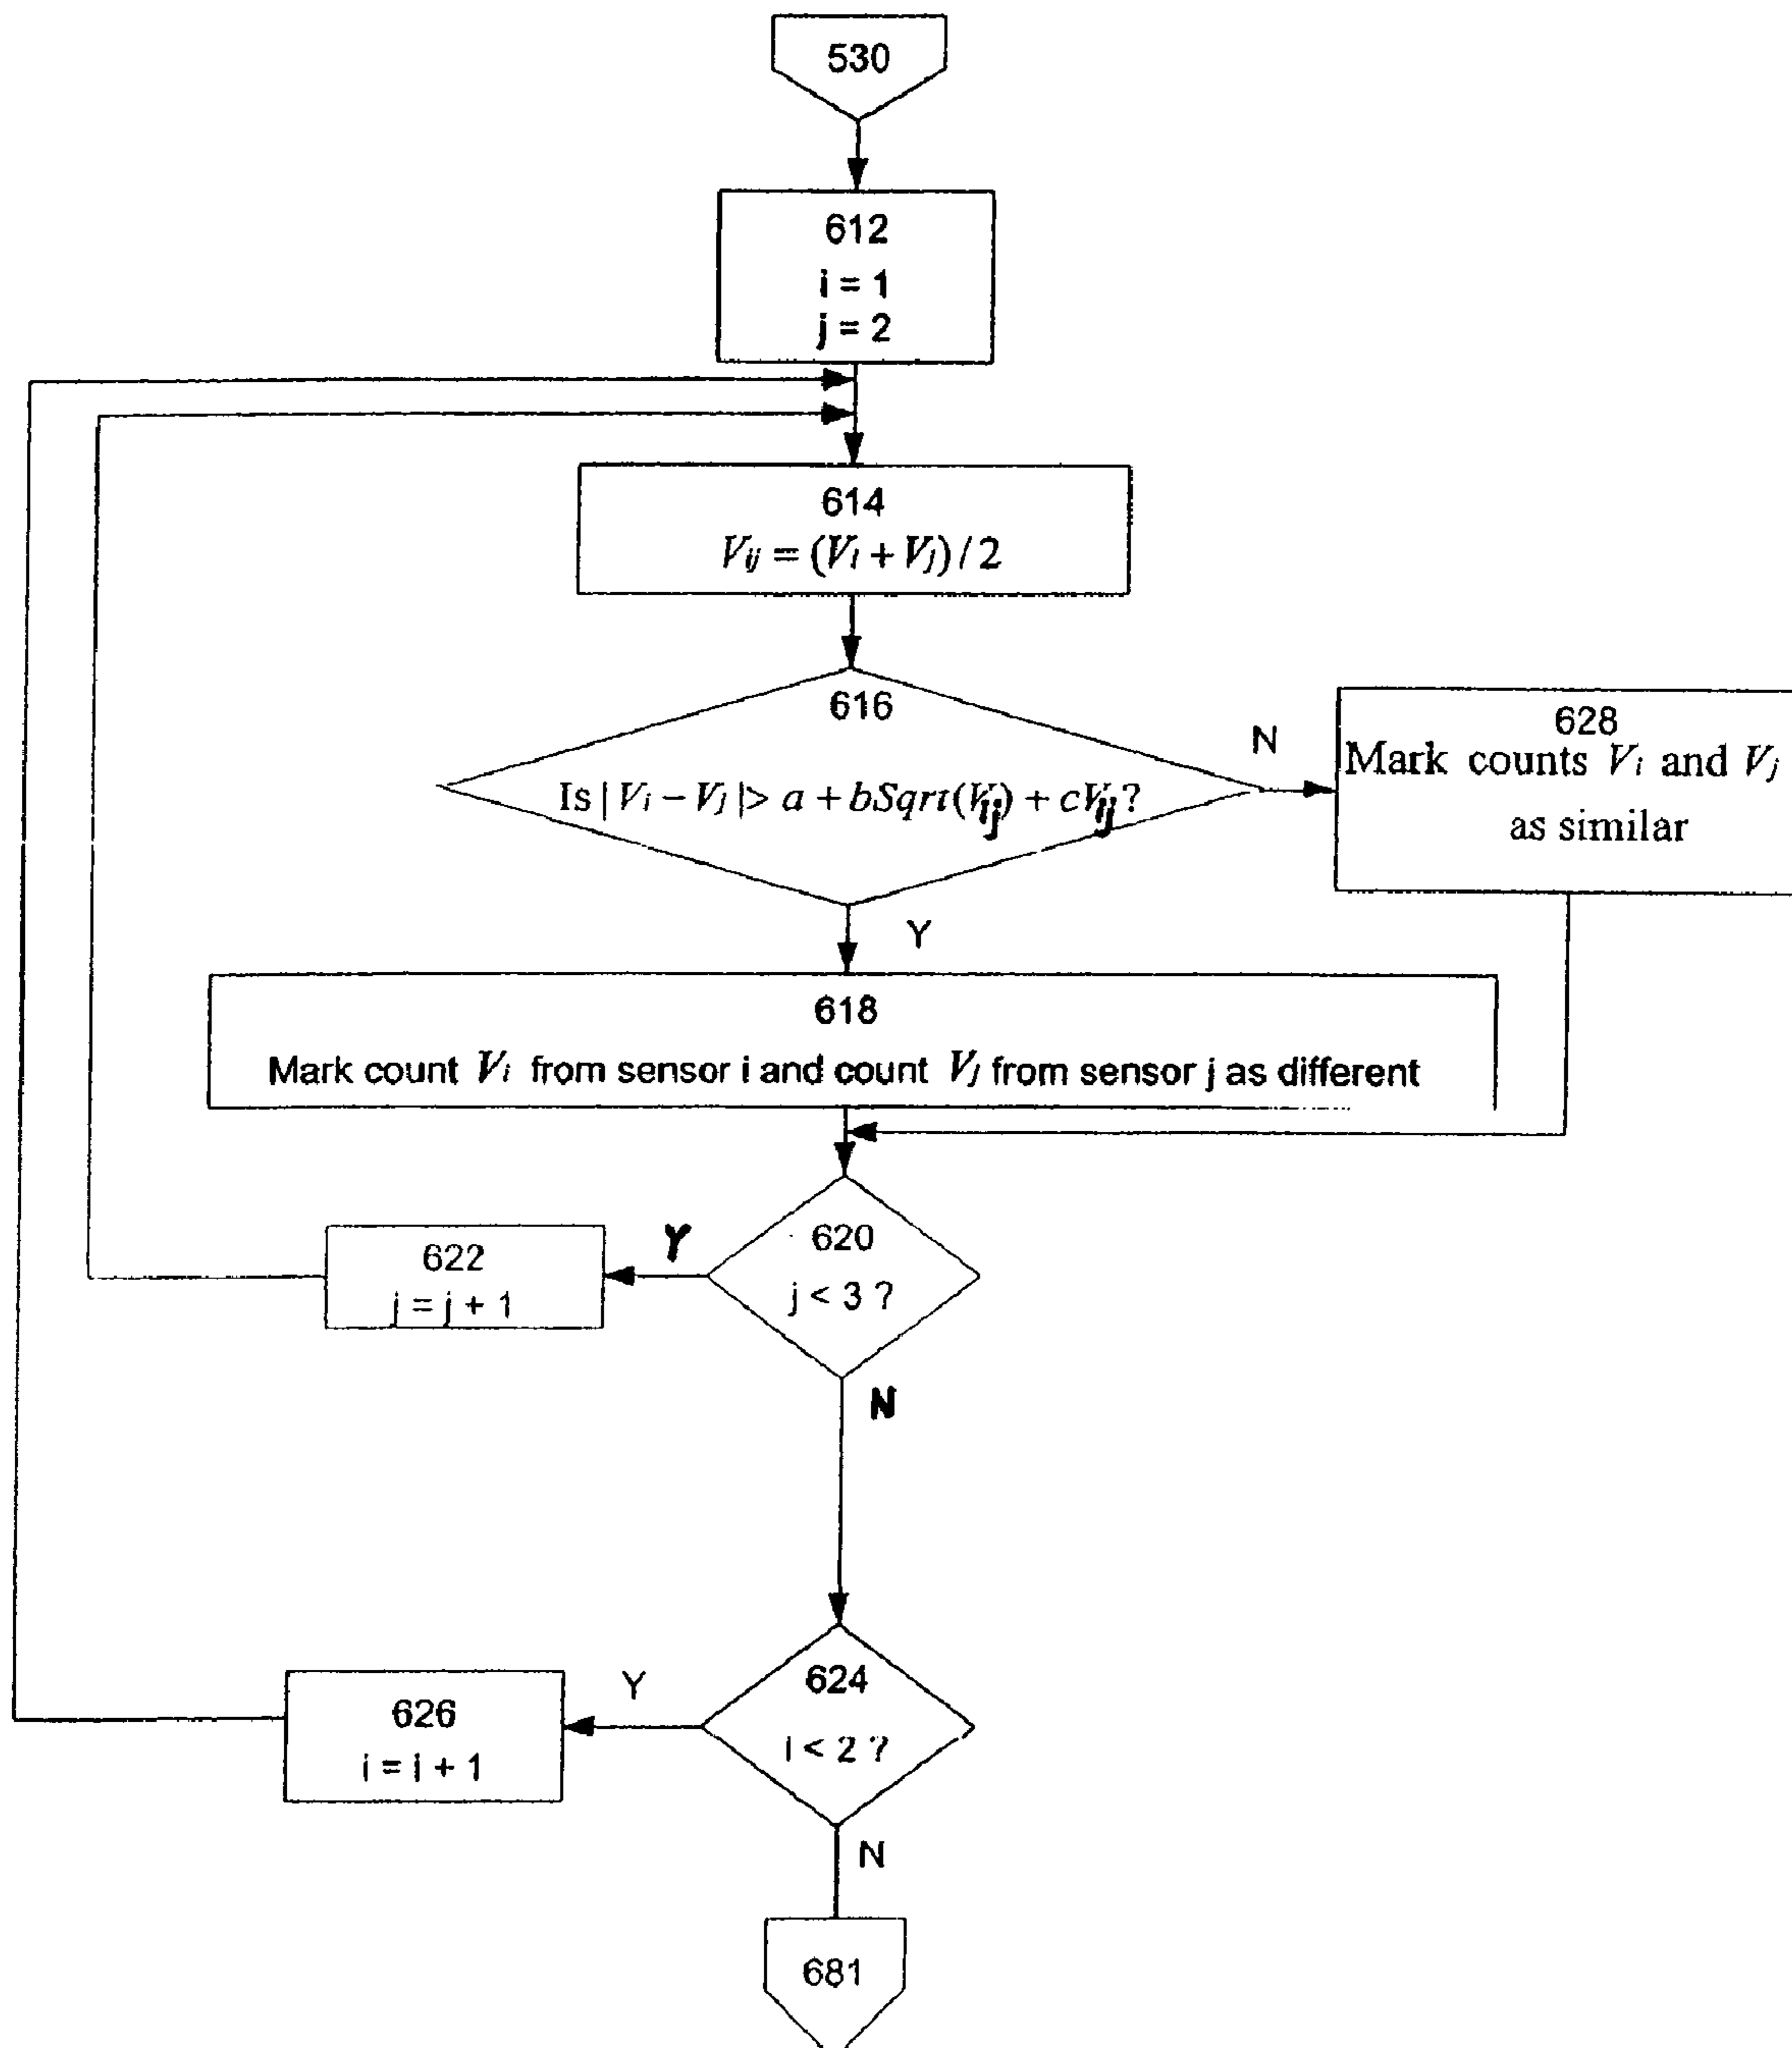 530
612
i = 1
j = 2
614
Vij = (Vi + Vj) / 2
616
Is | Vi − Vj |> a + bSqrt(Vij) + cVij?
N
628
Mark counts Vi and Vj
as similar
Y
618
Mark count Vi from sensor i and count Vj from sensor j as different
620
j < 3 ?
Y
622
j = j + 1
N
624
i < 2 ?
Y
626
i = i + 1
N
681